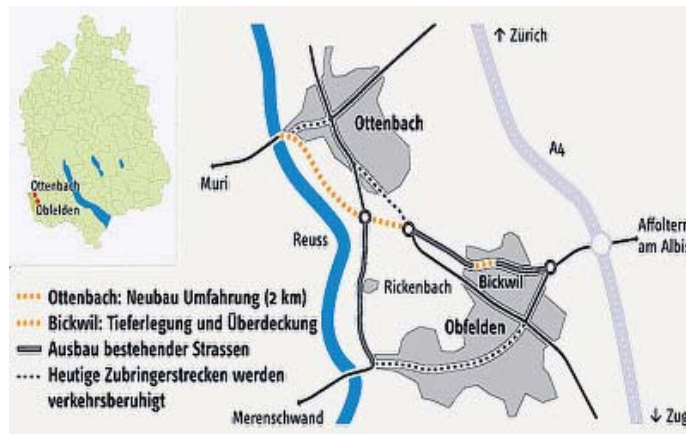 ↑ Zürich
Ottenbach
A4
Ottenbach
Obfelden
Muri
Affoltern
am Albis
Reuss
Rickenbach
Bickwil
Obfelden
Ottenbach: Neubau Umfahrung (2 km)
Bickwil: Tieferlegung und Überdeckung
Ausbau bestehender Strassen
Heutige Zubringerstrecken werden
verkehrsberuhigt
Merenschwand
↓ Zug